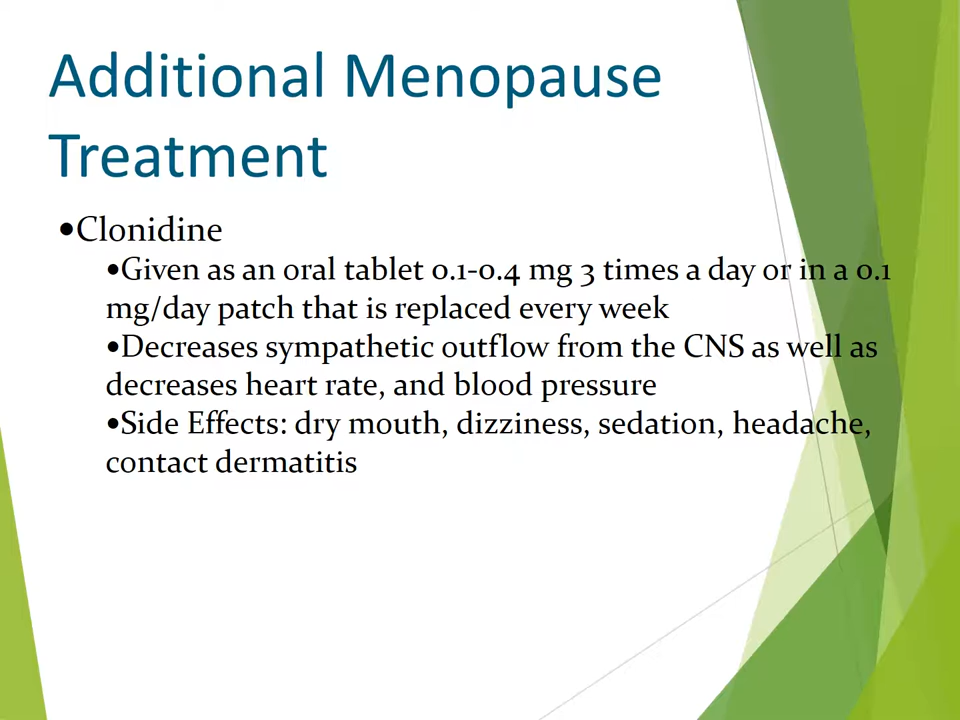 Additional Menopause
Treatment
•Clonidine
•Given as an oral tablet 0.1-0.4 mg 3 times a day or in a 0.1
mg/day patch that is replaced every week
•Decreases sympathetic outflow from the CNS as well as
decreases heart rate, and blood pressure
•Side Effects: dry mouth, dizziness, sedation, headache,
contact dermatitis